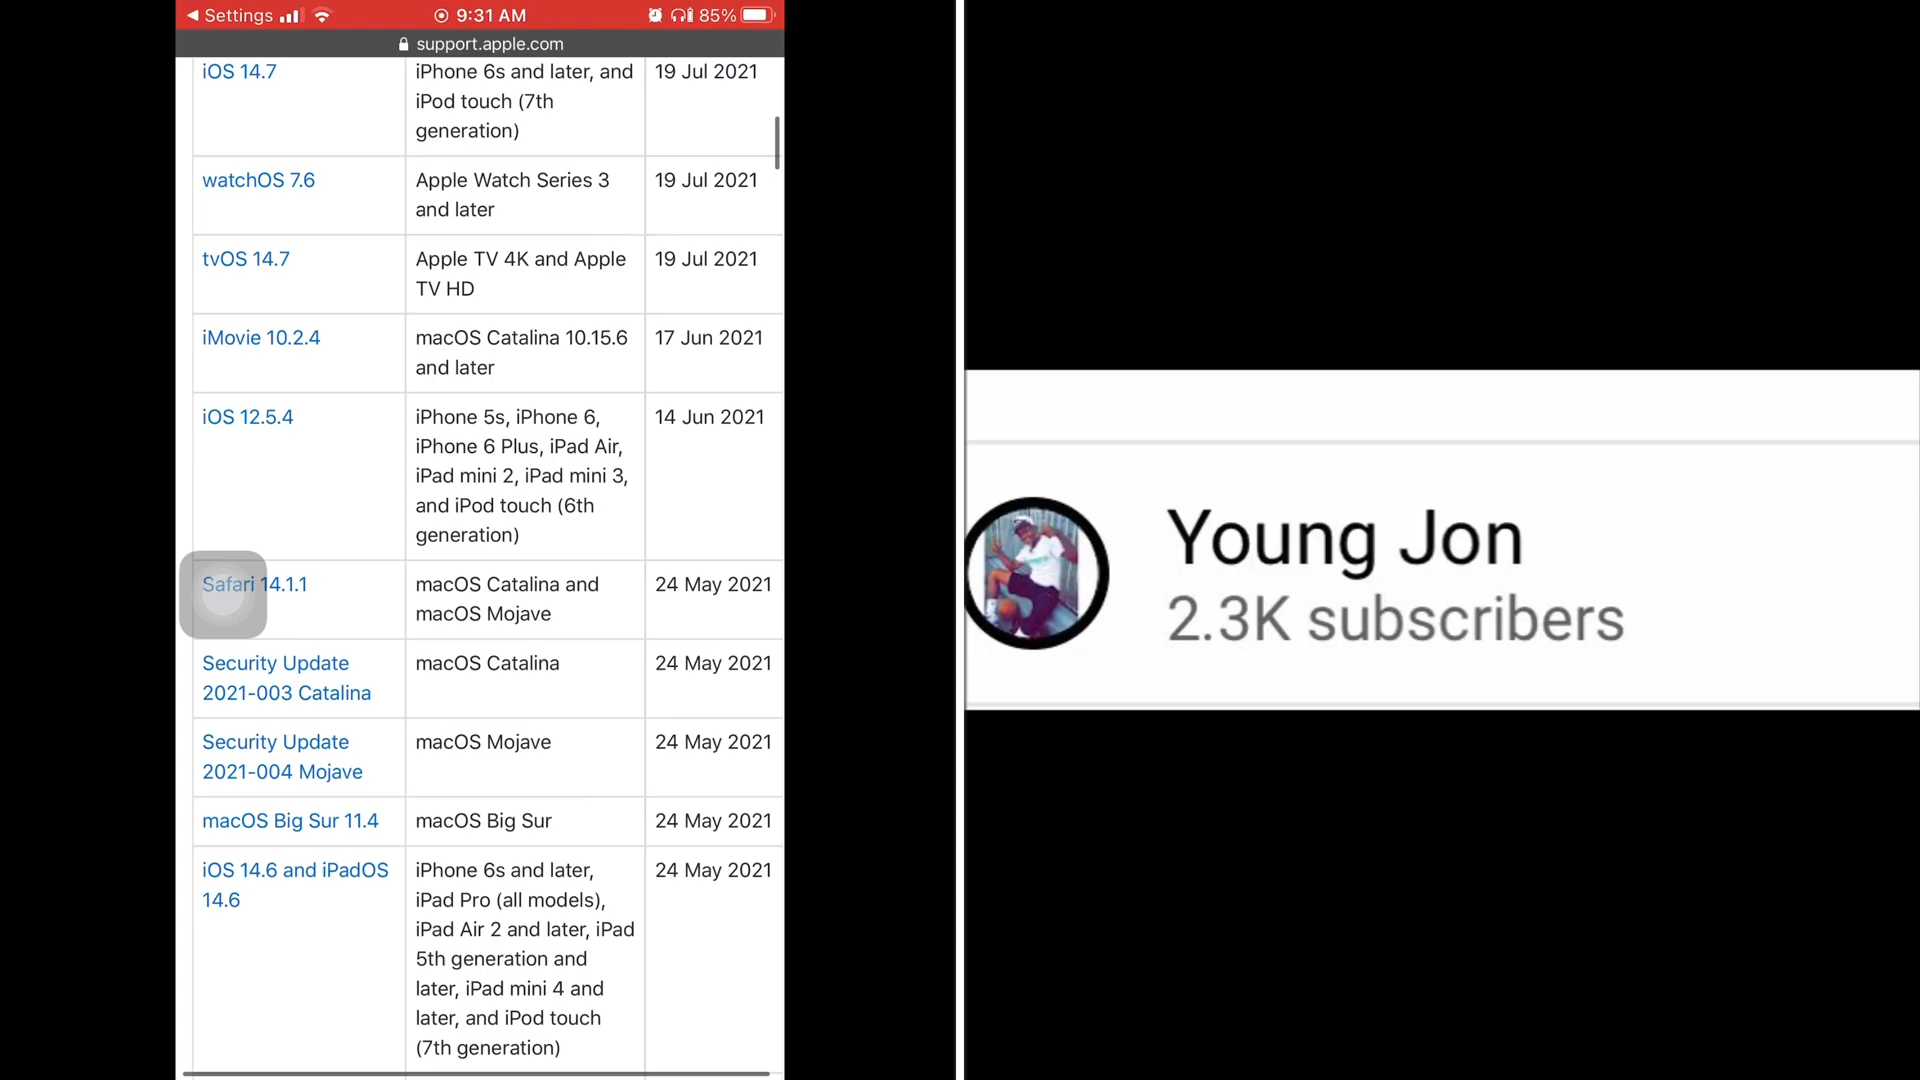 ◀ Settings 9:31 AM 85%
support.apple.com
iOS 14.7 iPhone 6s and later, and 19 Jul 2021
iPod touch (7th
generation)
watchOS 7.6 Apple Watch Series 3 19 Jul 2021
and later
tvOS 14.7 Apple TV 4K and Apple 19 Jul 2021
TV HD
iMovie 10.2.4 macOS Catalina 10.15.6 17 Jun 2021
and later
iOS 12.5.4 iPhone 5s, iPhone 6, 14 Jun 2021
iPhone 6 Plus, iPad Air,
iPad mini 2, iPad mini 3,
and iPod touch (6th
generation)
Safari 14.1.1 macOS Catalina and 24 May 2021
macOS Mojave
Security Update macOS Catalina 24 May 2021
2021-003 Catalina
Security Update macOS Mojave 24 May 2021
2021-004 Mojave
macOS Big Sur 11.4 macOS Big Sur 24 May 2021
iOS 14.6 and iPadOS iPhone 6s and later, 24 May 2021
14.6 iPad Pro (all models),
iPad Air 2 and later, iPad
5th generation and
later, iPad mini 4 and
later, and iPod touch
(7th generation)
Young Jon
2.3K subscribers